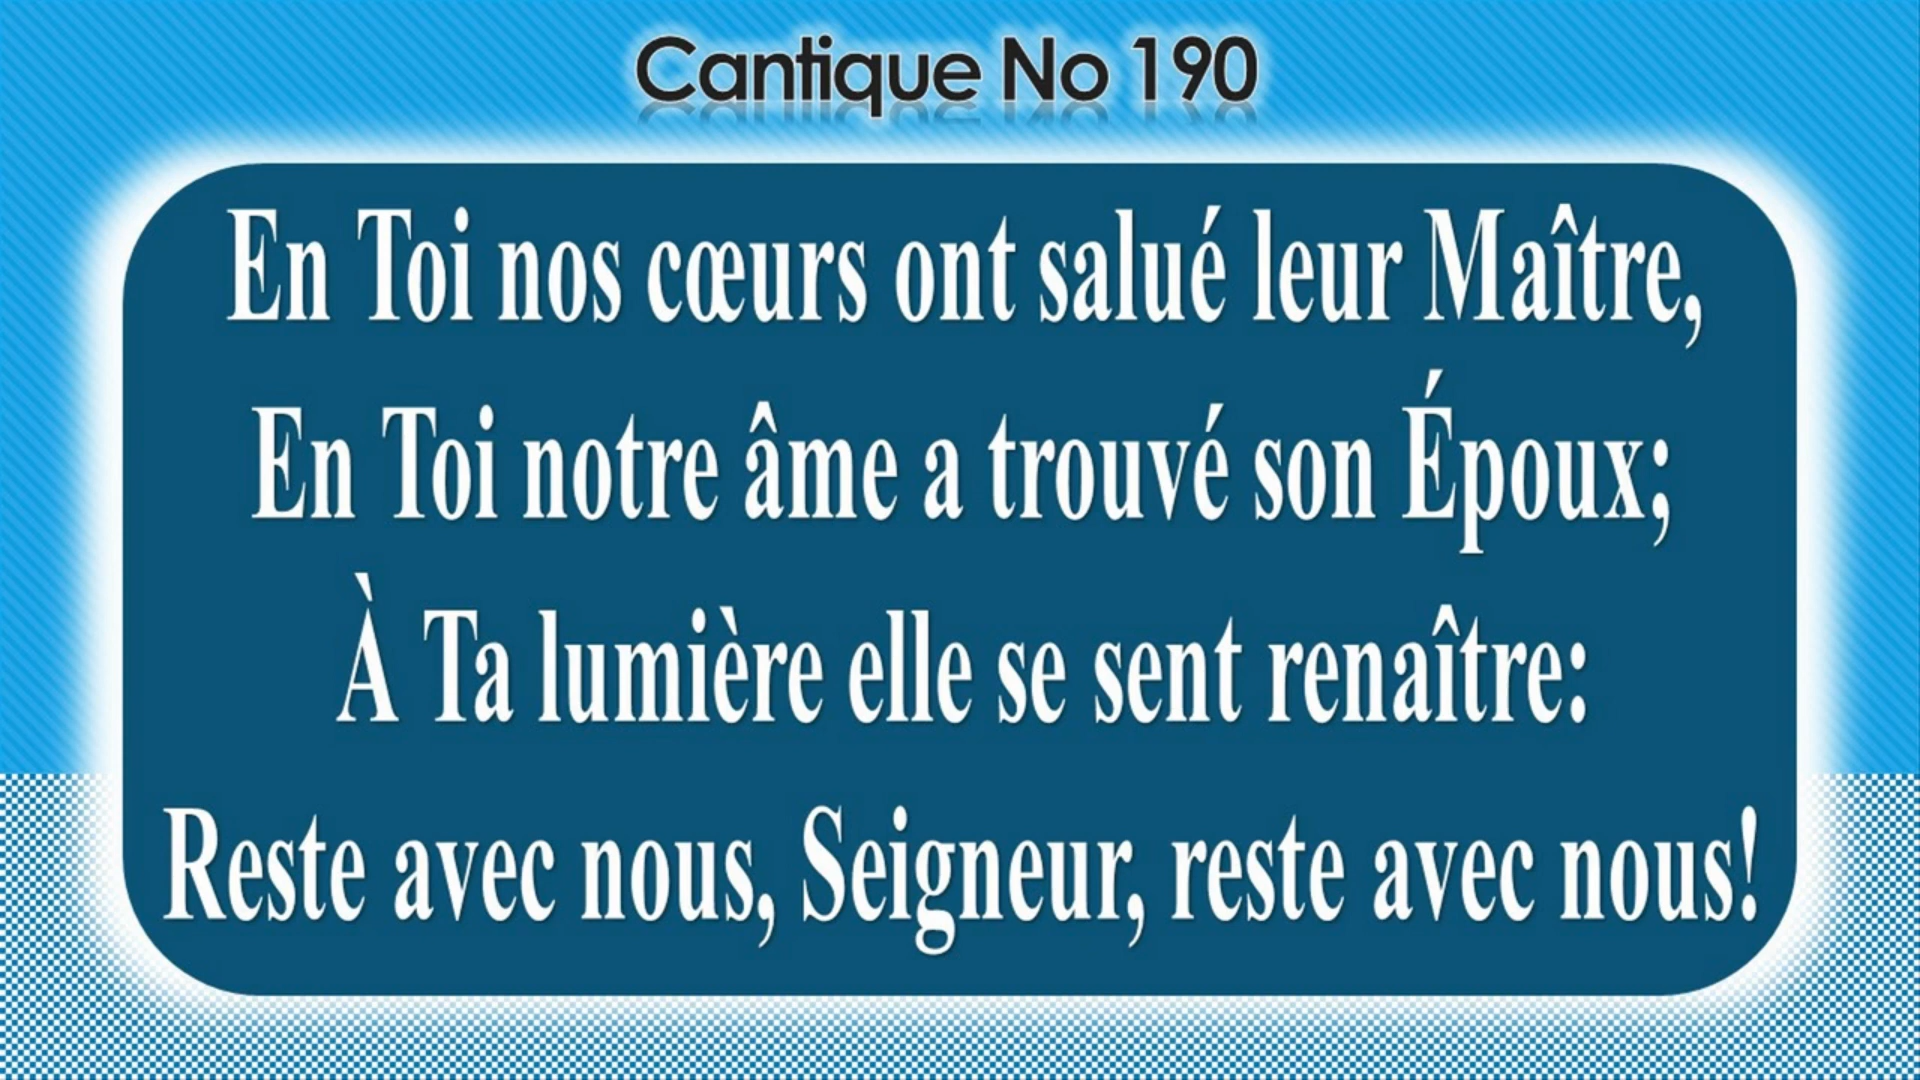 Cantique No 190
En Toi nos cœurs ont salué leur Maître,
En Toi notre âme a trouvé son Époux;
À Ta lumière elle se sent renaître:
Reste avec nous, Seigneur, reste avec nous!